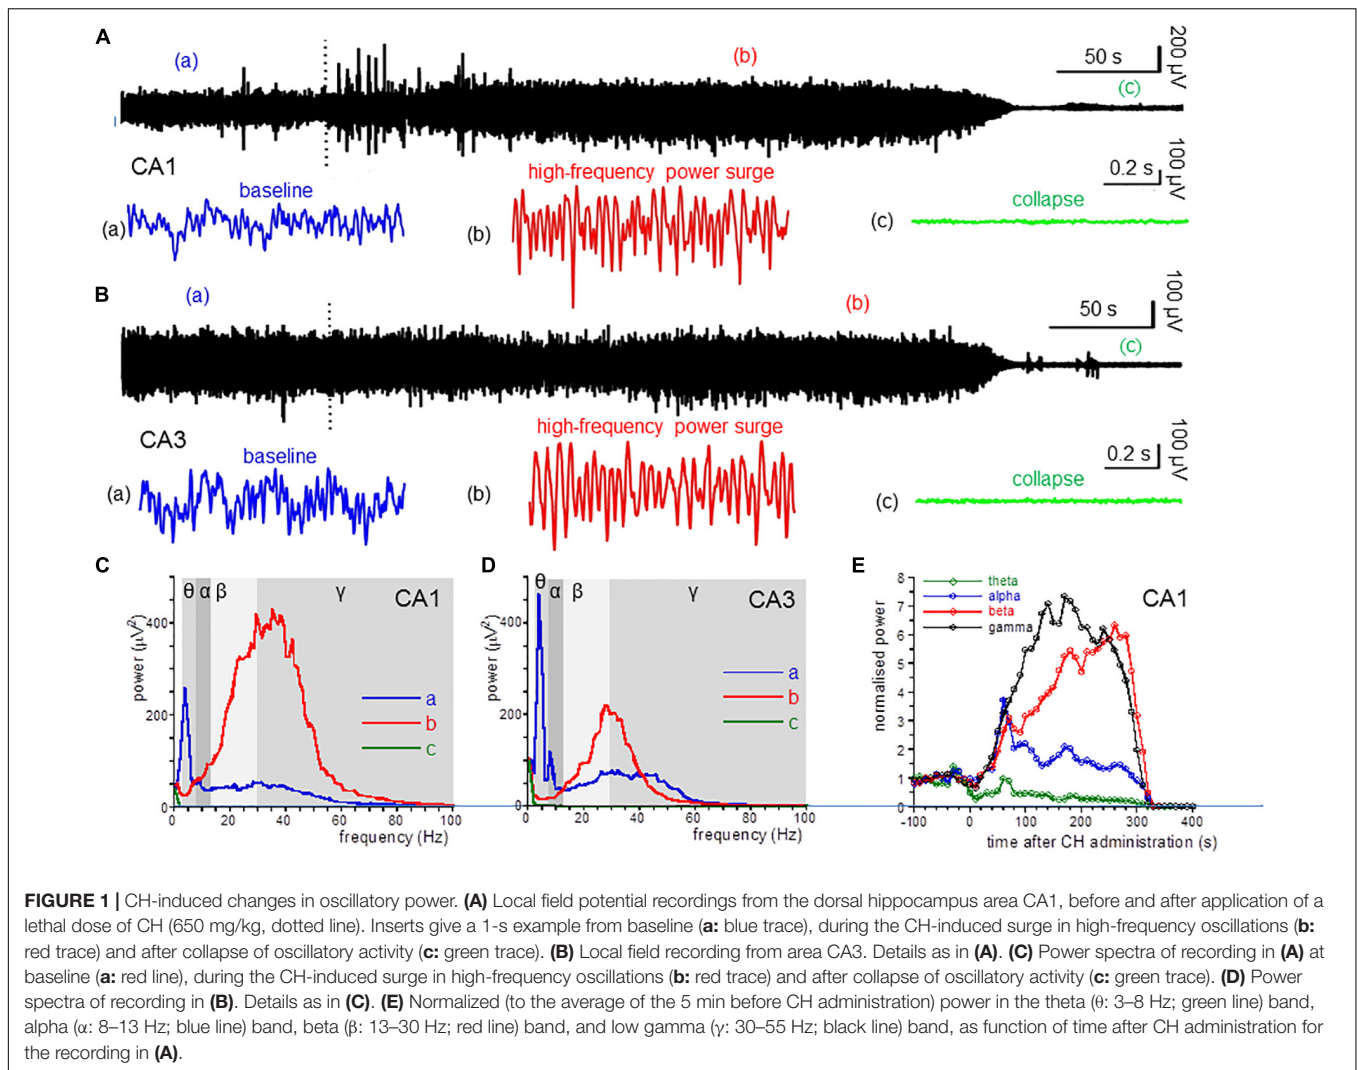 A
(a)
(b)
50 s
200 µV
(c)
CA1
baseline
high-frequency power surge
0.2 s
100 µV
collapse
(a)
(b)
(c)
B
(a)
(b)
50 s
100 µV
(c)
CA3
baseline
high-frequency power surge
0.2 s
100 µV
collapse
(a)
(b)
(c)
C
θ α β γ CA1
power (µV²)
400
200
0
a
b
c
0 20 40 60 80 100
frequency (Hz)
D
θ α β γ CA3
power (µV²)
400
200
0
a
b
c
0 20 40 60 80 100
frequency (Hz)
E
theta
alpha
beta
gamma
CA1
normalised power
8
7
6
5
4
3
2
1
0
-100 0 100 200 300 400
time after CH administration (s)
FIGURE 1 | CH-induced changes in oscillatory power. (A) Local field potential recordings from the dorsal hippocampus area CA1, before and after application of a
lethal dose of CH (650 mg/kg, dotted line). Inserts give a 1-s example from baseline (a: blue trace), during the CH-induced surge in high-frequency oscillations (b:
red trace) and after collapse of oscillatory activity (c: green trace). (B) Local field recording from area CA3. Details as in (A). (C) Power spectra of recording in (A) at
baseline (a: red line), during the CH-induced surge in high-frequency oscillations (b: red trace) and after collapse of oscillatory activity (c: green trace). (D) Power
spectra of recording in (B). Details as in (C). (E) Normalized (to the average of the 5 min before CH administration) power in the theta (θ: 3–8 Hz; green line) band,
alpha (α: 8–13 Hz; blue line) band, beta (β: 13–30 Hz; red line) band, and low gamma (γ: 30–55 Hz; black line) band, as function of time after CH administration for
the recording in (A).